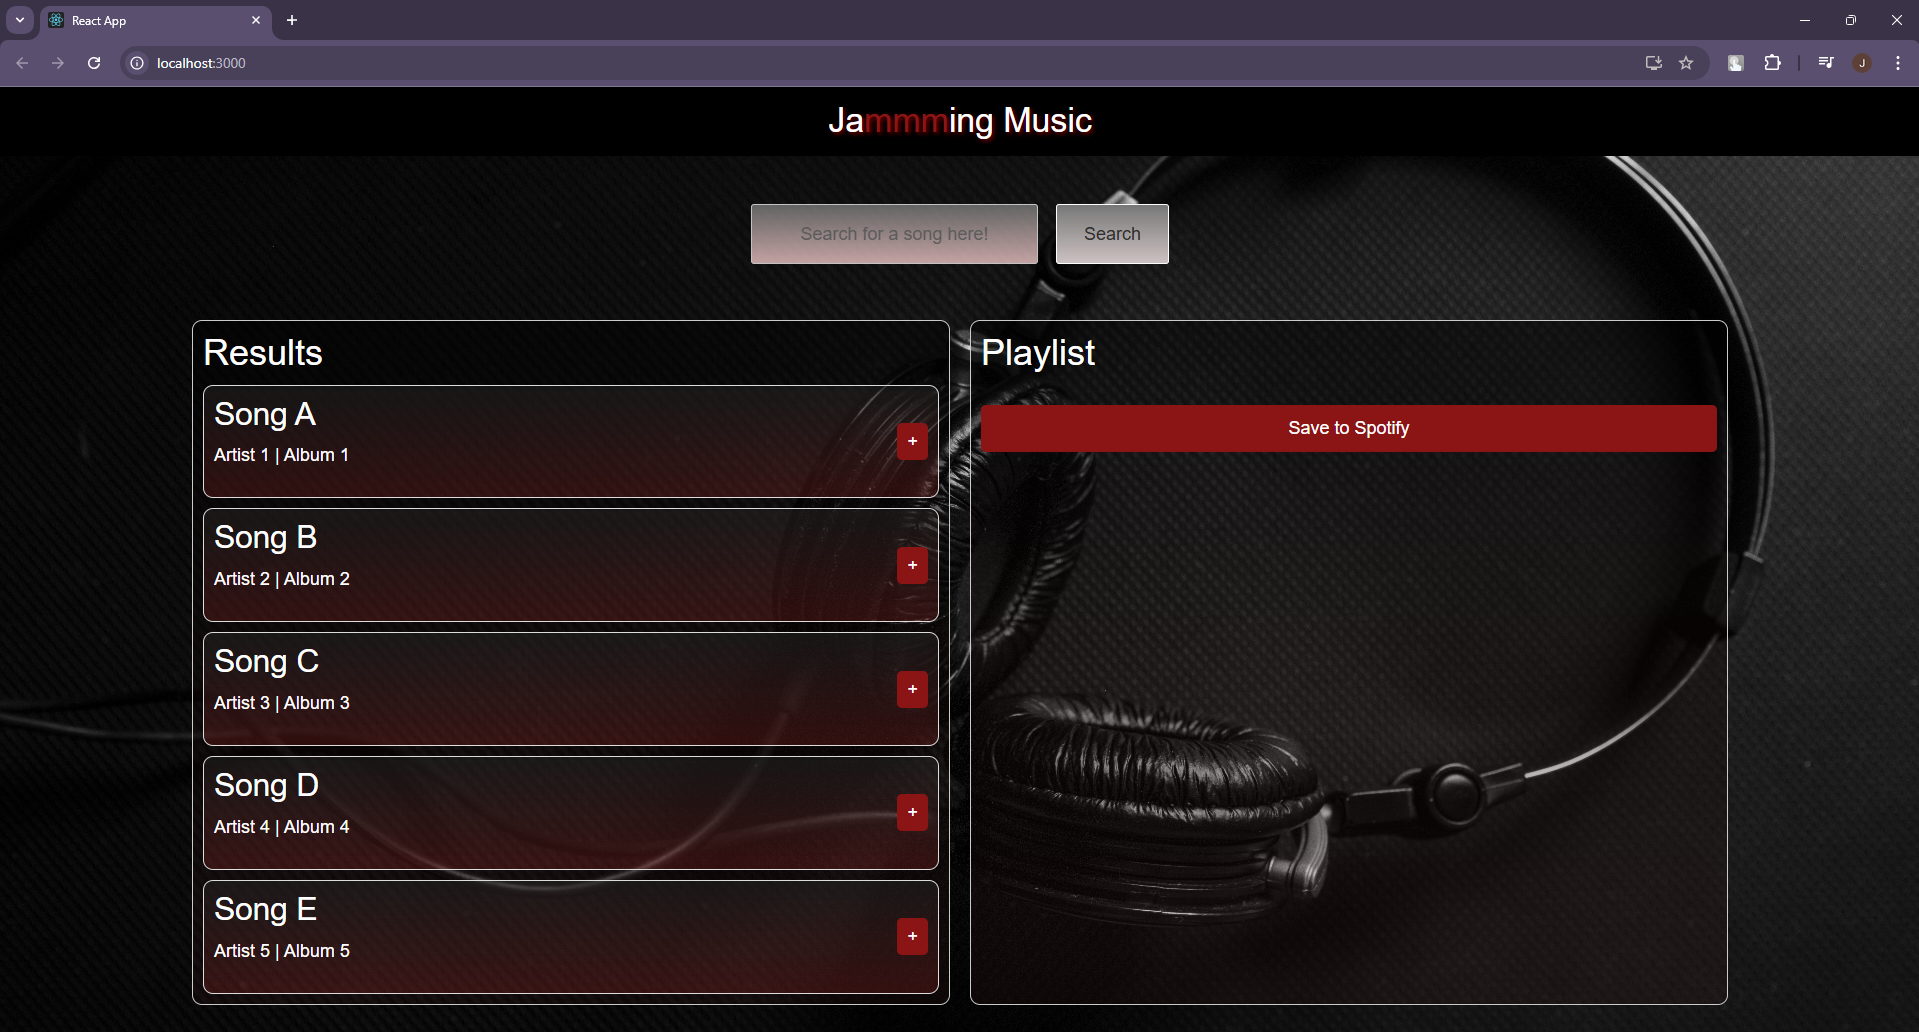 React App
localhost:3000
J
Jammming Music
Search for a song here!
Search
Results
Song A
Artist 1 | Album 1
+
Song B
Artist 2 | Album 2
+
Song C
Artist 3 | Album 3
+
Song D
Artist 4 | Album 4
+
Song E
Artist 5 | Album 5
+
Playlist
Save to Spotify